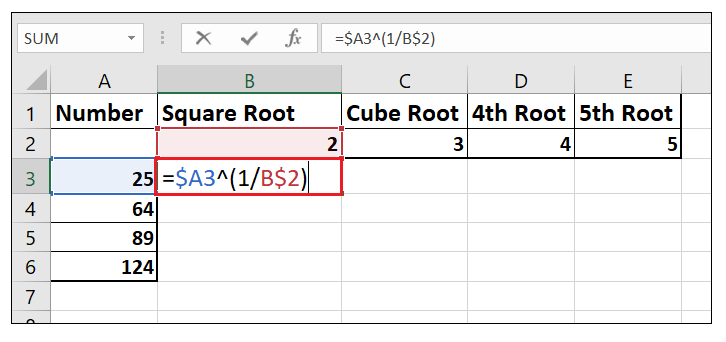 SUM =$A3^(1/B$2)
A B C D E
1 Number Square Root Cube Root 4th Root 5th Root
2 2 3 4 5
3 25 =$A3^(1/B$2)
4 64
5 89
6 124
7